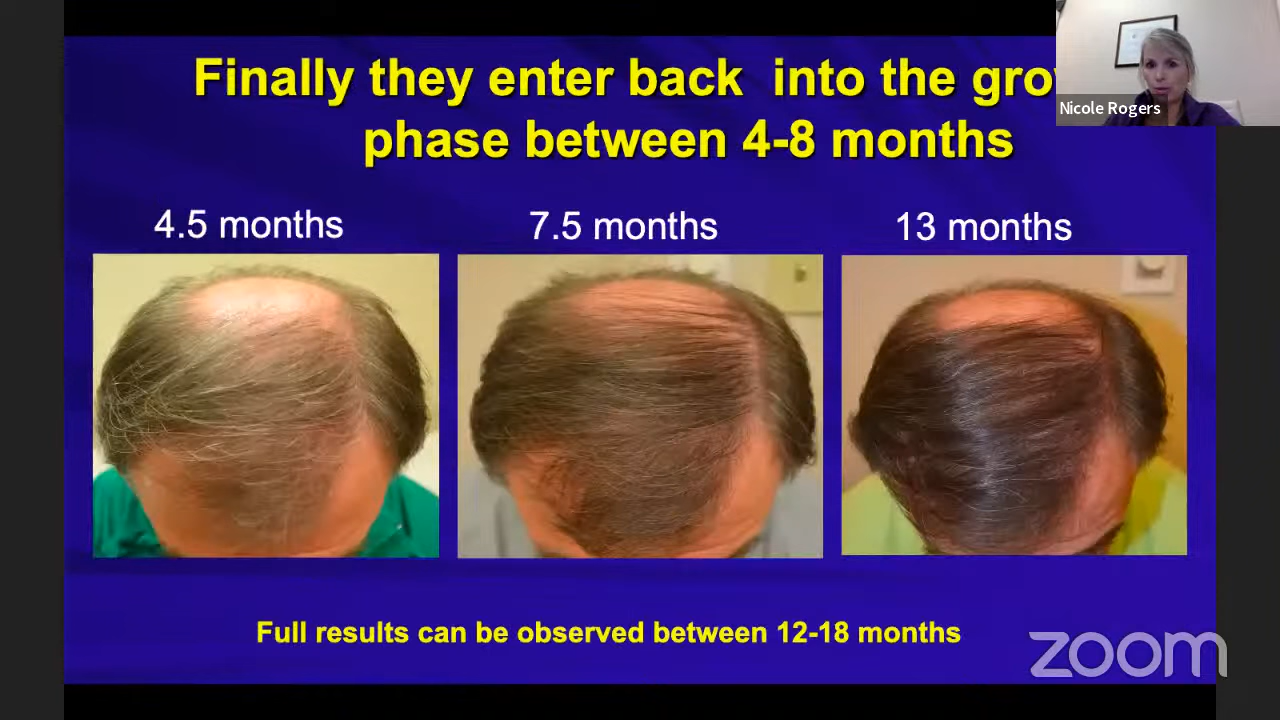 Finally they enter back into the
phase between 4-8 months
Nicole Rogers
4.5 months
7.5 months
13 months
Full results can be observed between 12-18 months
zoom